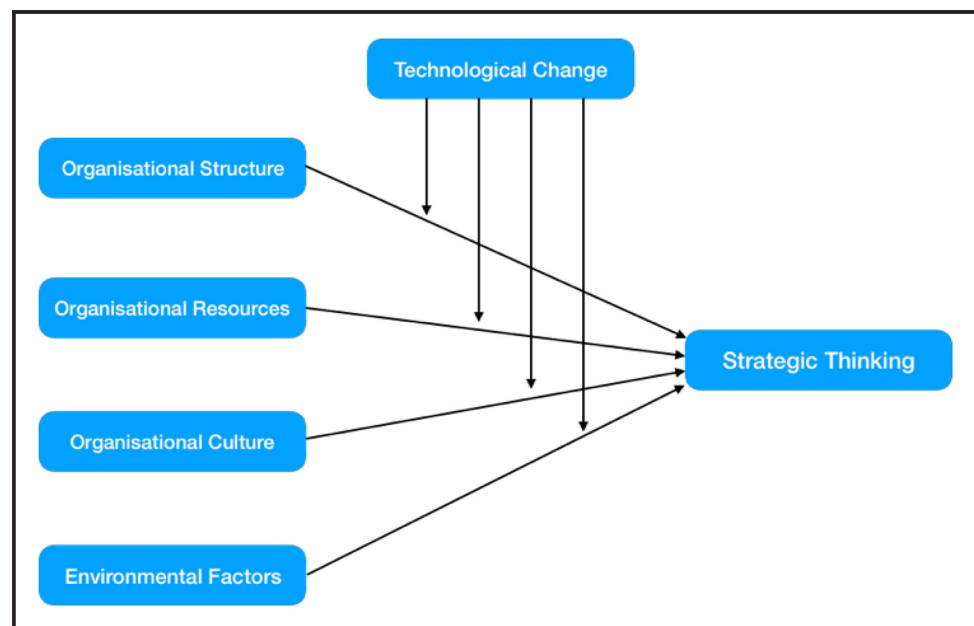 Technological Change
Organisational Structure
Organisational Resources
Strategic Thinking
Organisational Culture
Environmental Factors